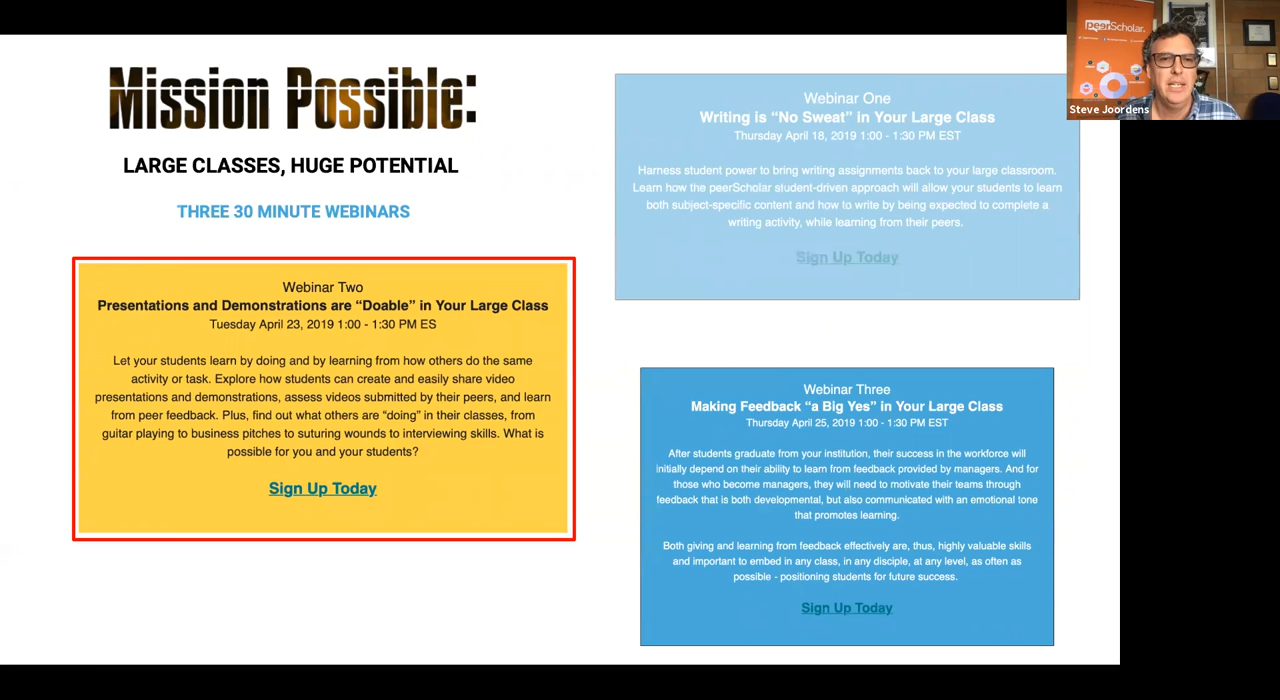 Mission Possible:
LARGE CLASSES, HUGE POTENTIAL
THREE 30 MINUTE WEBINARS
Webinar Two
Presentations and Demonstrations are “Doable” in Your Large Class
Tuesday April 23, 2019 1:00 - 1:30 PM ES
Let your students learn by doing and by learning from how others do the same
activity or task. Explore how students can create and easily share video
presentations and demonstrations, assess videos submitted by their peers, and learn
from peer feedback. Plus, find out what others are “doing” in their classes, from
guitar playing to business pitches to suturing wounds to interviewing skills. What is
possible for you and your students?
Sign Up Today
Webinar One
Writing is “No Sweat” in Your Large Class
Thursday April 18, 2019 1:00 - 1:30 PM EST
Harness student power to bring writing assignments back to your large classroom.
Learn how the peerScholar student-driven approach will allow your students to learn
both subject-specific content and how to write by being expected to complete a
writing activity, while learning from their peers.
Sign Up Today
Webinar Three
Making Feedback “a Big Yes” in Your Large Class
Thursday April 25, 2019 1:00 - 1:30 PM EST
After students graduate from your institution, their success in the workforce will
initially depend on their ability to learn from feedback provided by managers. And for
those who become managers, they will need to motivate their teams through
feedback that is both developmental, but also communicated with an emotional tone
that promotes learning.
Both giving and learning from feedback effectively are, thus, highly valuable skills
and important to embed in any class, in any disciple, at any level, as often as
possible - positioning students for future success.
Sign Up Today
peerScholar
Steve Joordens